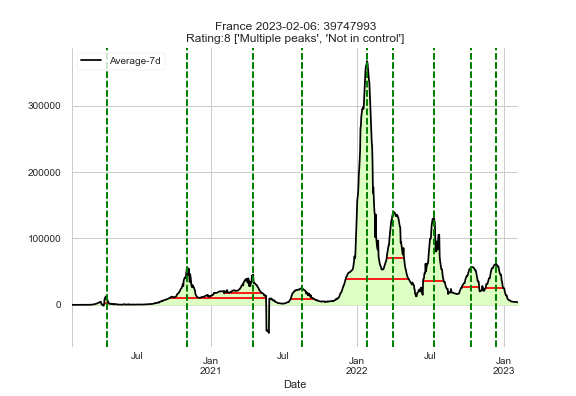 France 2023-02-06: 39747993
Rating:8 ['Multiple peaks', 'Not in control']
Average-7d
300000
200000
100000
0
Jul
Jan
2021
Jul
Jan
2022
Jul
Jan
2023
Date